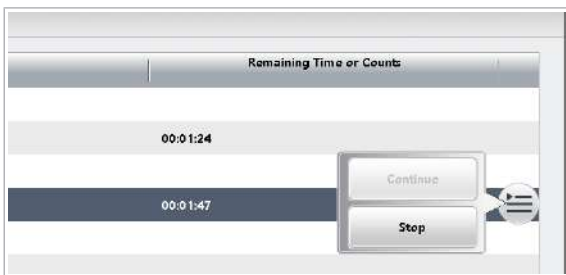 Remaining Time or Counts
00:01:24
Continue
00:01:47
Stop